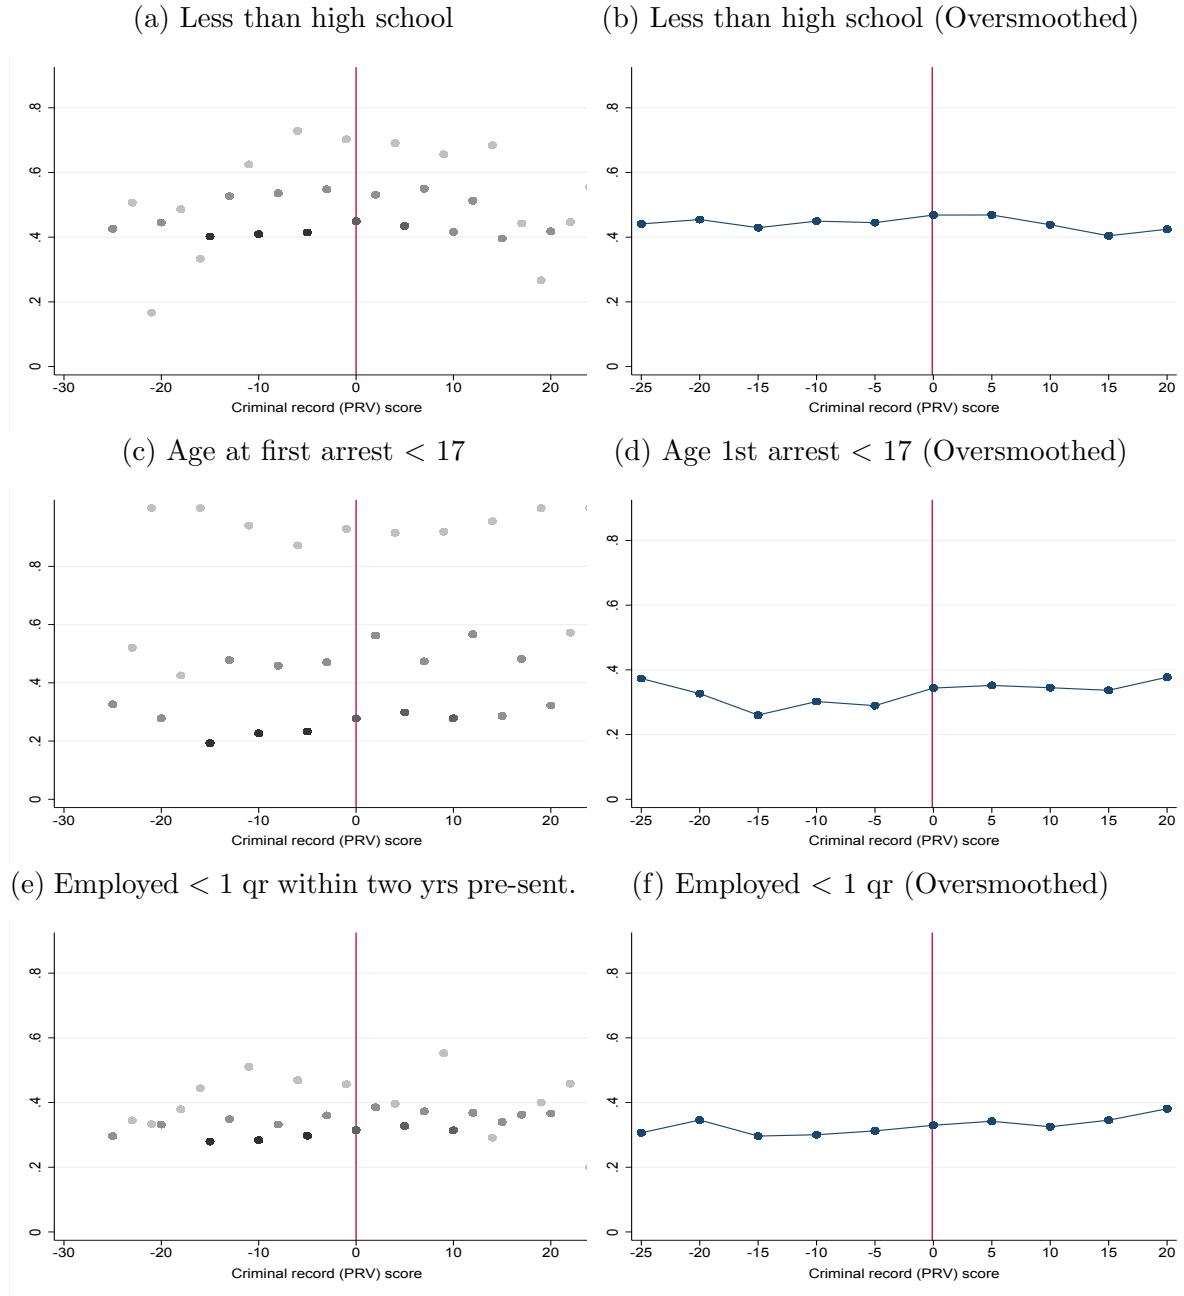 (a) Less than high school
.8
.6
.4
.2
0
-30 -20 -10 0 10 20
Criminal record (PRV) score
(b) Less than high school (Oversmoothed)
.8
.6
.4
.2
0
-25 -20 -15 -10 -5 0 5 10 15 20
Criminal record (PRV) score
(c) Age at first arrest < 17
.8
.6
.4
.2
0
-30 -20 -10 0 10 20
Criminal record (PRV) score
(d) Age 1st arrest < 17 (Oversmoothed)
.8
.6
.4
.2
0
-25 -20 -15 -10 -5 0 5 10 15 20
Criminal record (PRV) score
(e) Employed < 1 qr within two yrs pre-sent.
.8
.6
.4
.2
0
-30 -20 -10 0 10 20
Criminal record (PRV) score
(f) Employed < 1 qr (Oversmoothed)
.8
.6
.4
.2
0
-25 -20 -15 -10 -5 0 5 10 15 20
Criminal record (PRV) score